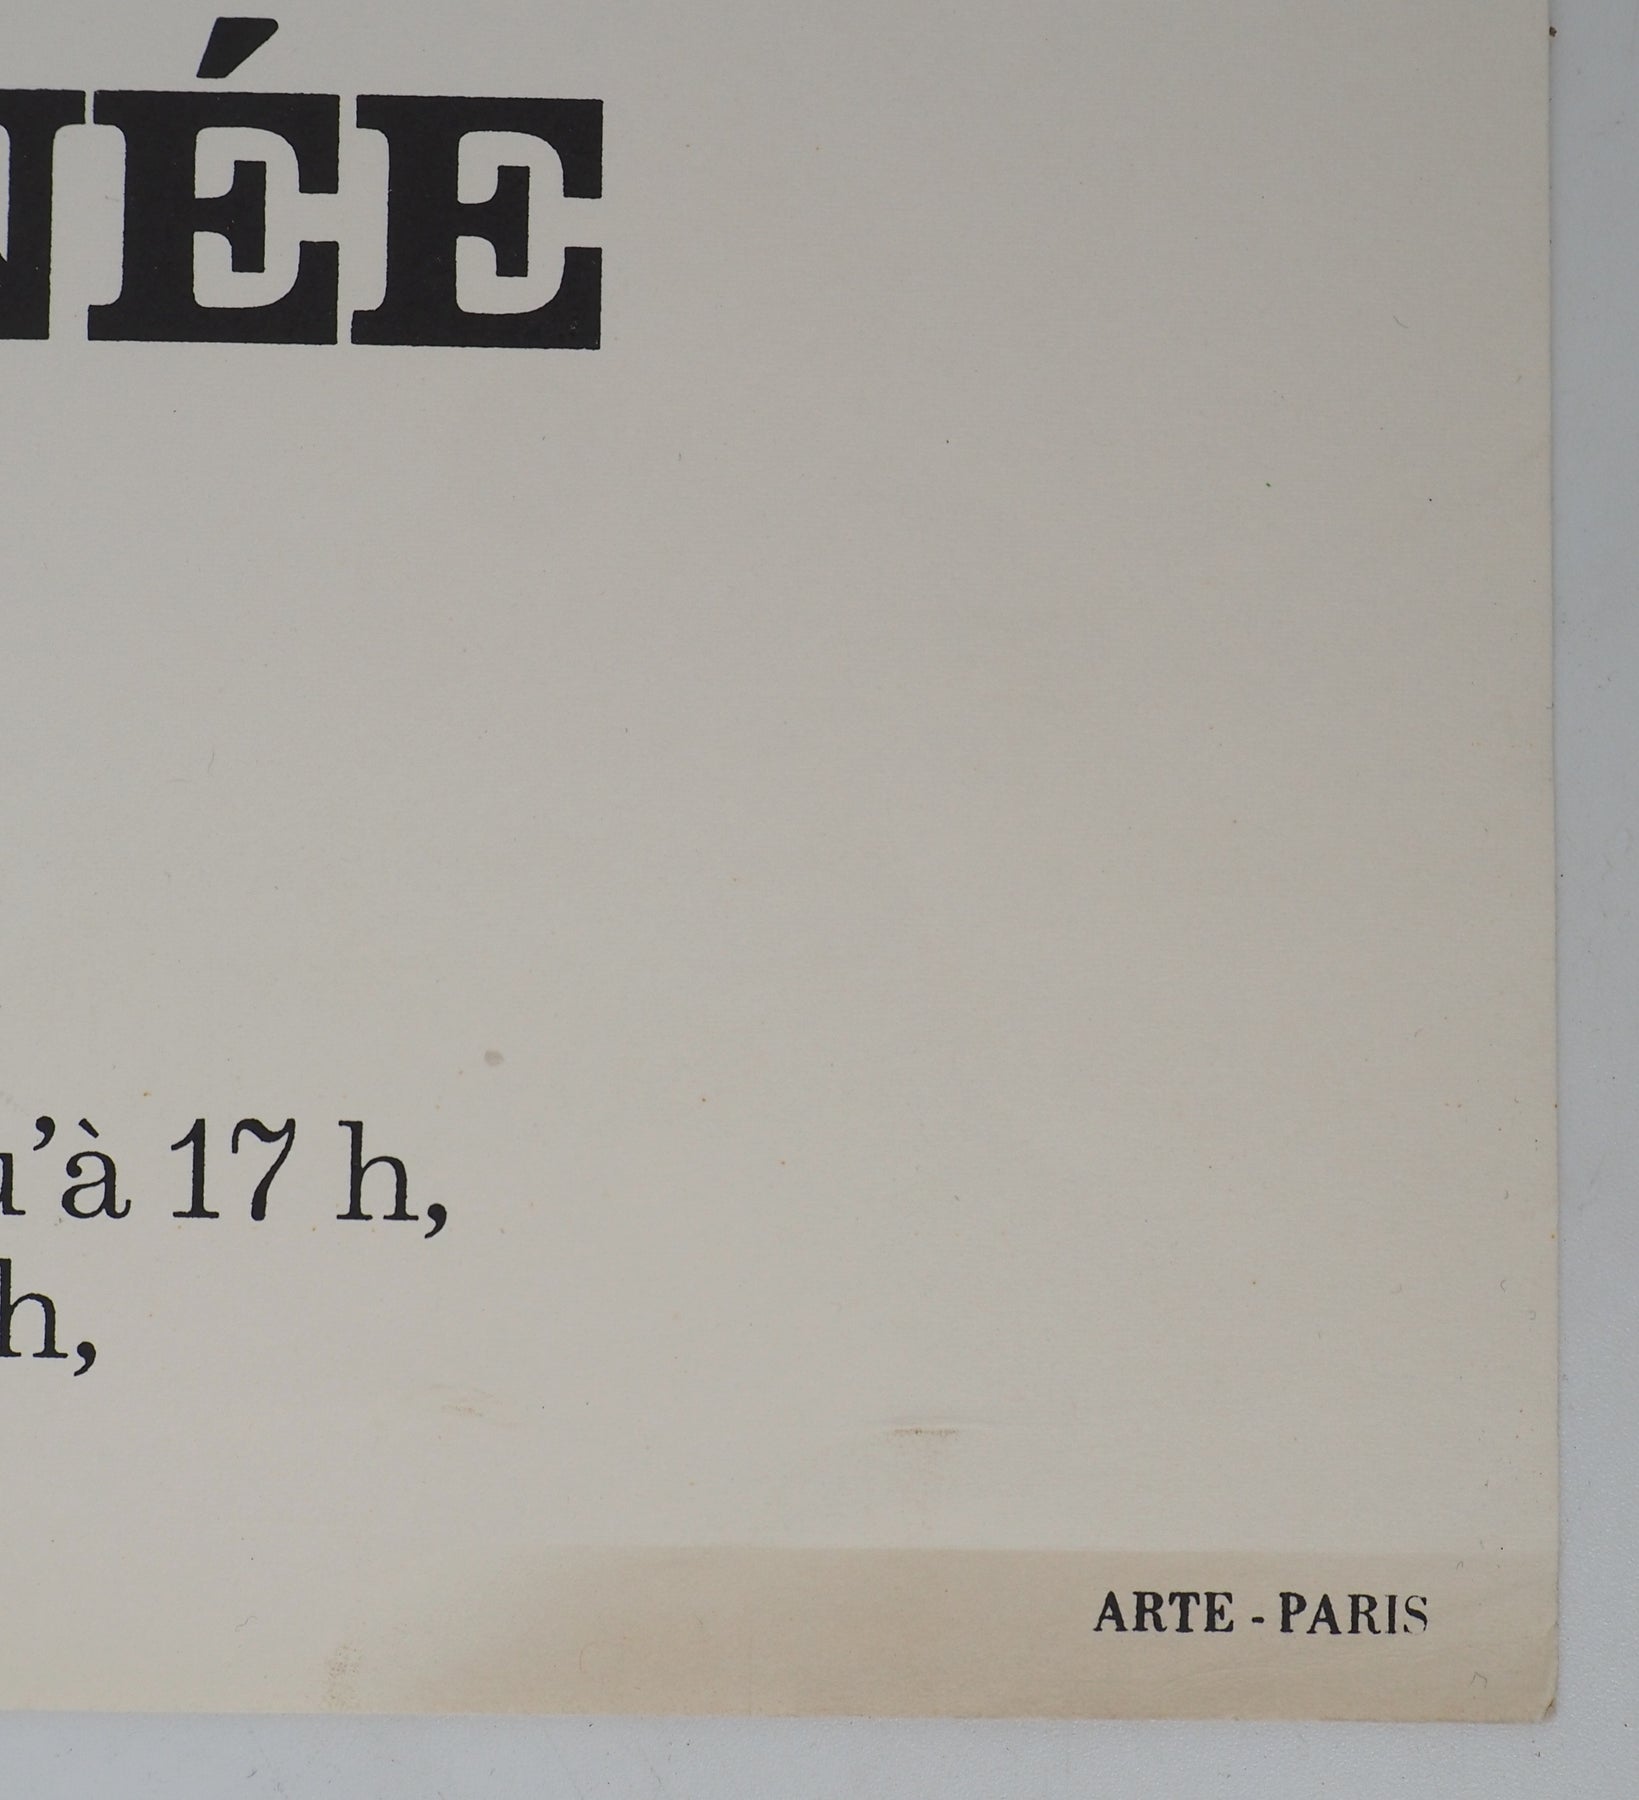 NÉE
u'à 17 h,
h,
ARTE - PARIS